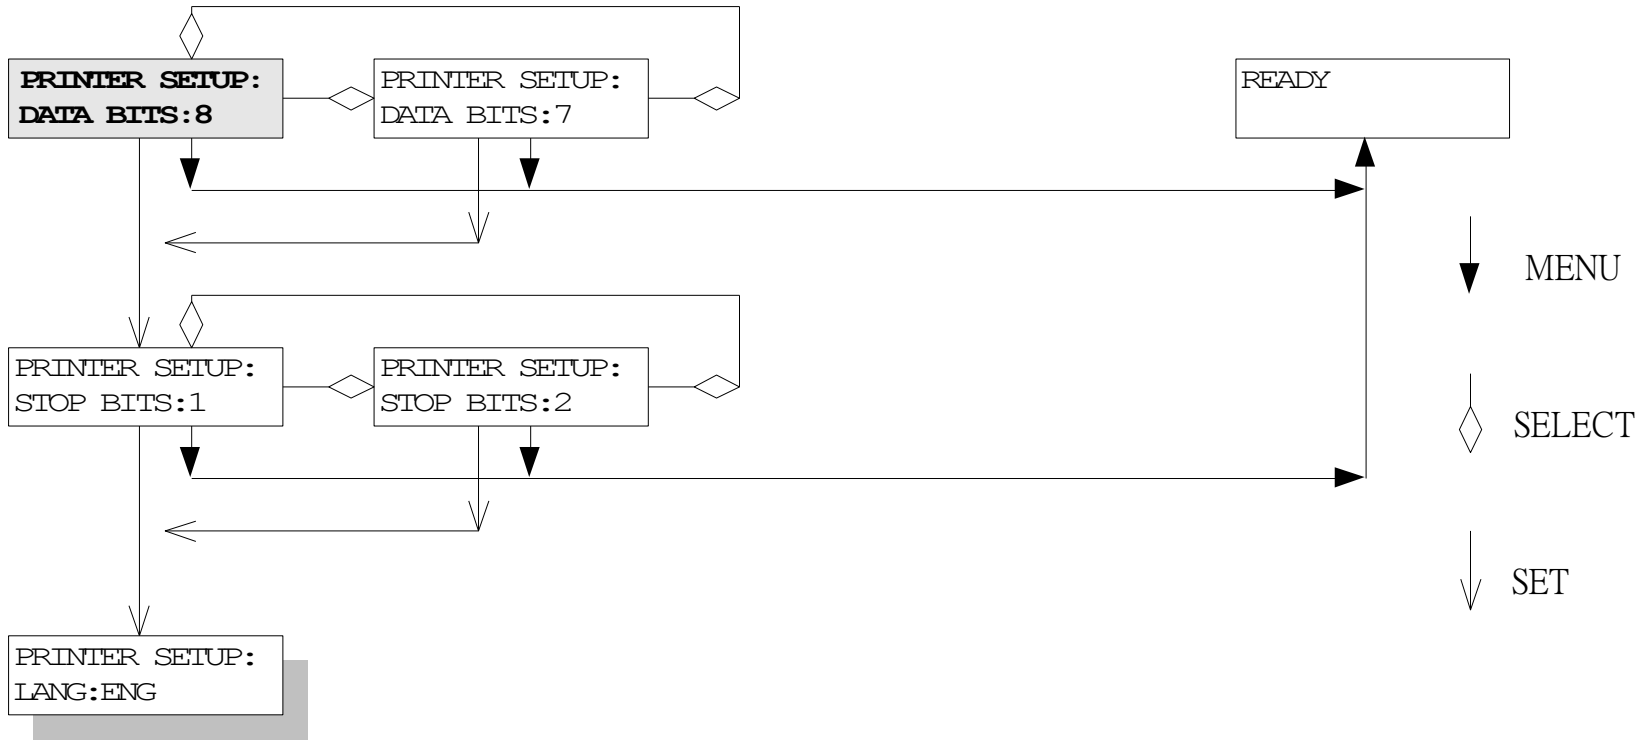 PRINTER SETUP:
DATA BITS:8
PRINTER SETUP:
DATA BITS:7
READY
MENU
PRINTER SETUP:
STOP BITS:1
PRINTER SETUP:
STOP BITS:2
SELECT
SET
PRINTER SETUP:
LANG:ENG